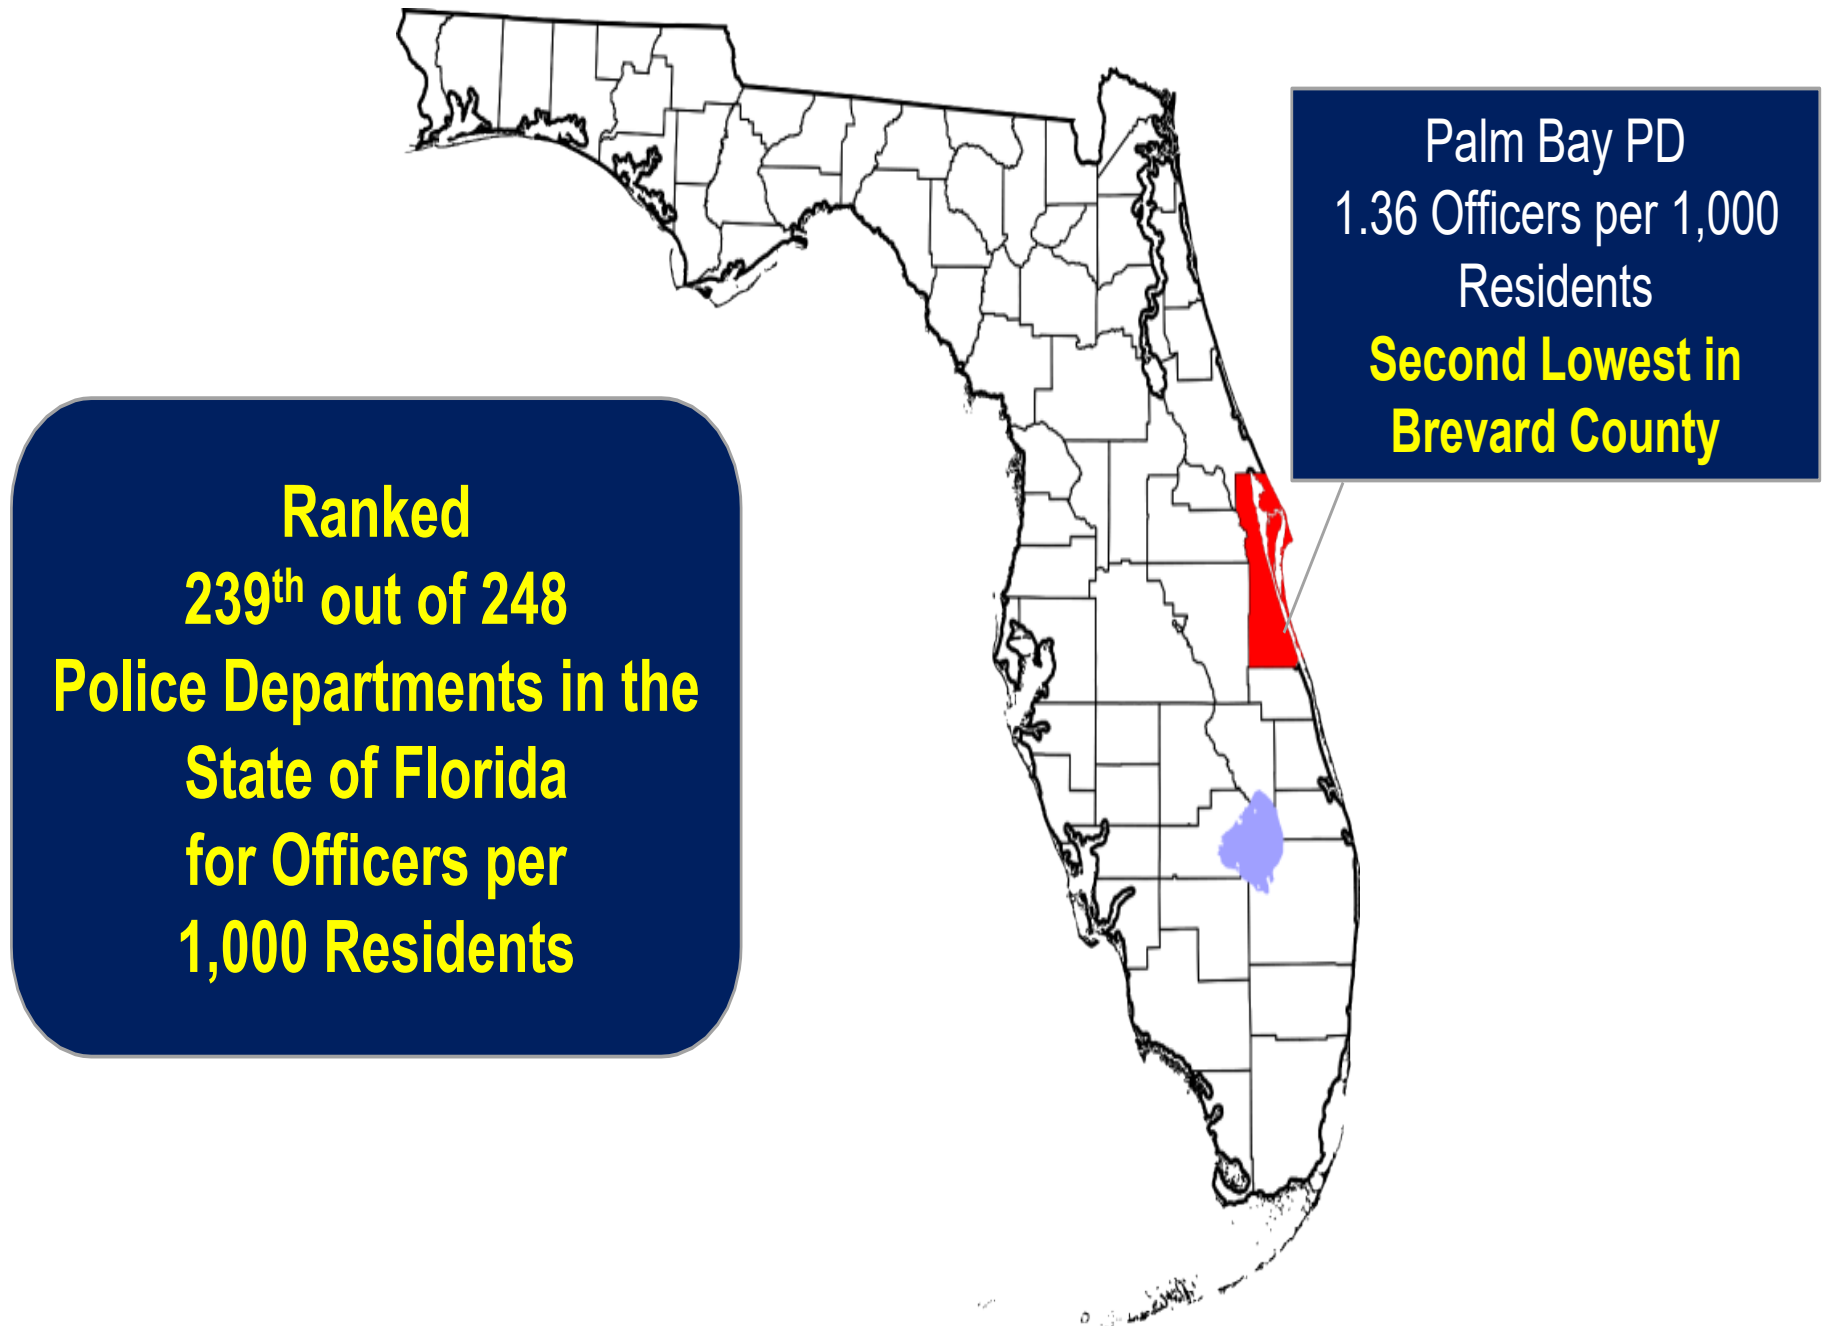 Palm Bay PD
1.36 Officers per 1,000
Residents
Second Lowest in
Brevard County
Ranked
239th out of 248
Police Departments in the
State of Florida
for Officers per
1,000 Residents